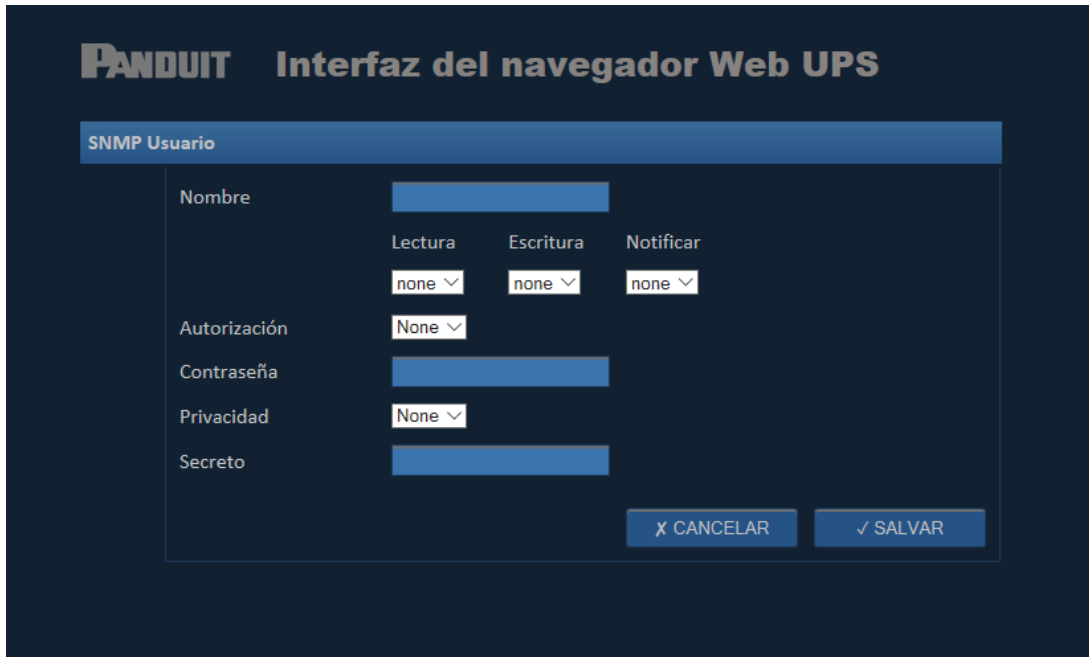 PANDUIT Interfaz del navegador Web UPS
SNMP Usuario
Nombre
Lectura Escritura Notificar
none none none
Autorización None
Contraseña
Privacidad None
Secreto
✗ CANCELAR ✓ SALVAR